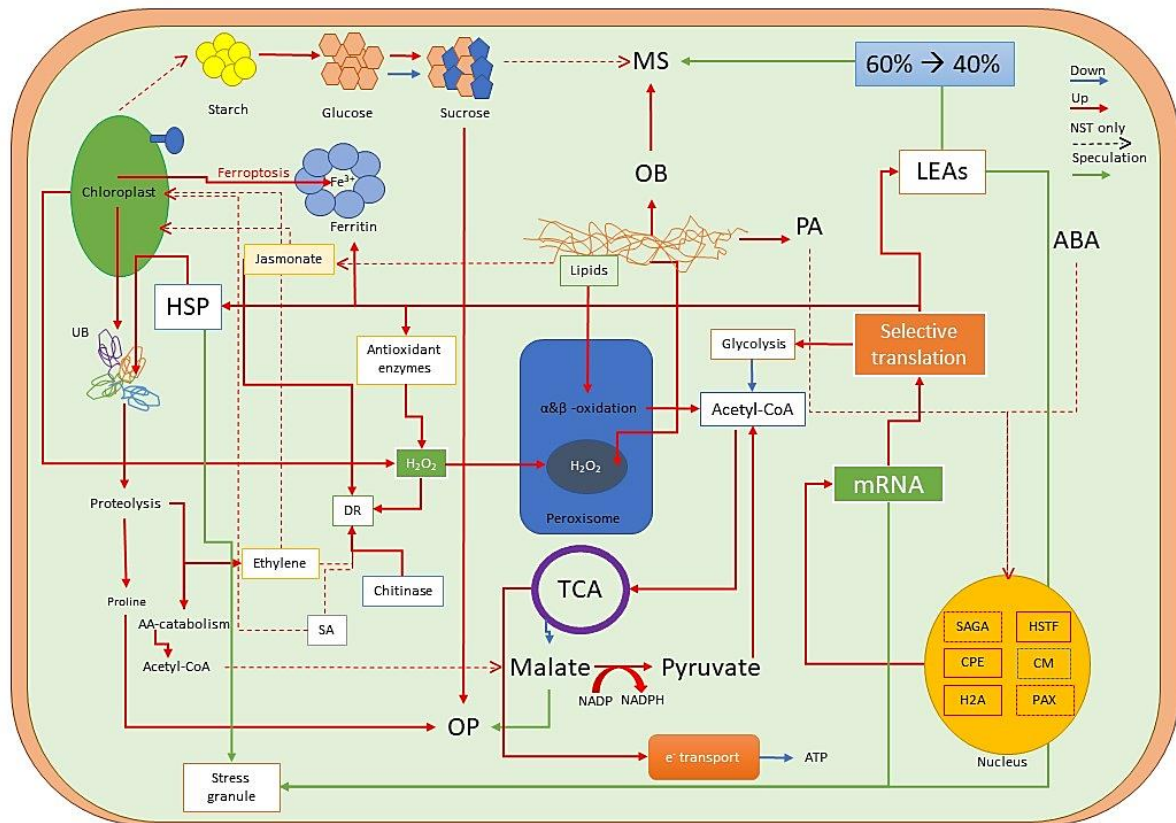 MS
60% → 40%
Down
Up
NST only
Speculation
Starch
Glucose
Sucrose
LEAs
OB
Chloroplast
Ferroptosis
Fe³⁺
Ferritin
PA
ABA
Jasmonate
Lipids
HSP
UB
Antioxidant
enzymes
Glycolysis
Selective
translation
α&β -oxidation
Acetyl-CoA
H₂O₂
H₂O₂
mRNA
Proteolysis
DR
Peroxisome
Ethylene
Chitinase
TCA
Proline
AA-catabolism
SA
Acetyl-CoA
Malate
Pyruvate
NADP
NADPH
SAGA
HSTF
CPE
CM
H2A
PAX
Nucleus
OP
e⁻ transport
ATP
Stress
granule